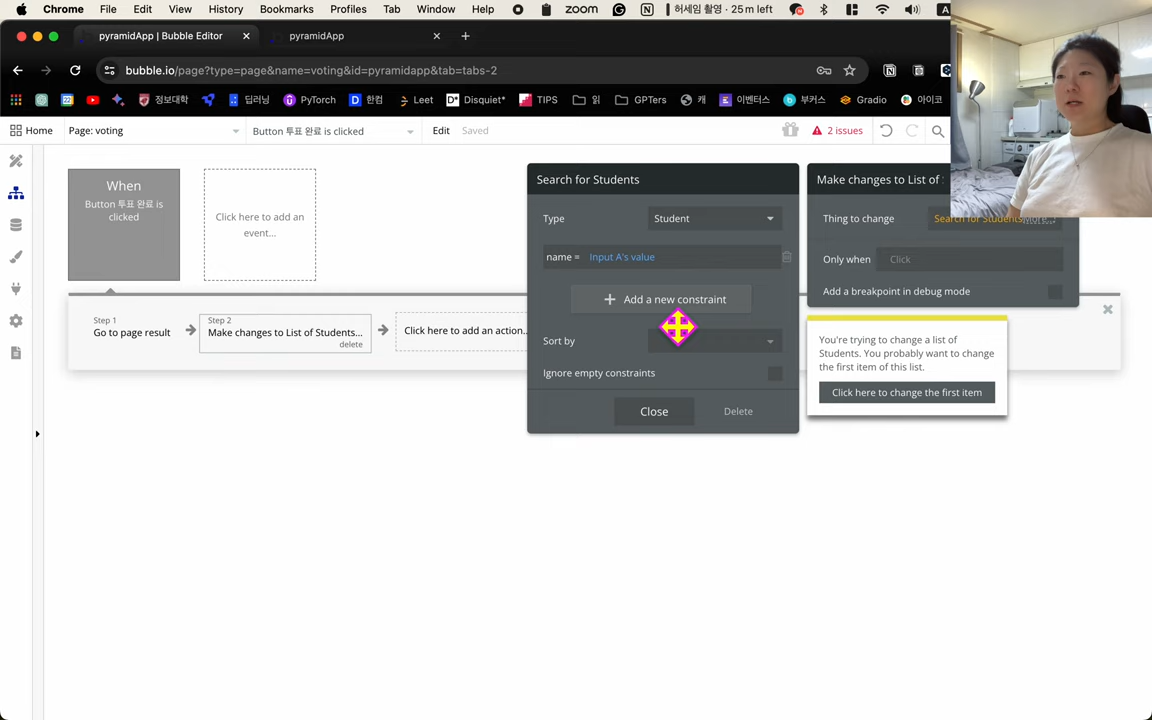 Chrome File Edit View History Bookmarks Profiles Tab Window Help zoom 허세임 촬영 · 25 m left
pyramidApp | Bubble Editor pyramidApp
bubble.io/page?type=page&name=voting&id=pyramidapp&tab=tabs-2
정보대학 딥러닝 PyTorch 한컴 Leet Disquiet* TIPS 읽 GPTers 캐 이벤터스 부커스 Gradio 아이코
Home Page: voting Button 투표 완료 is clicked Edit Saved 2 issues
When
Button 투표 완료 is
clicked
Click here to add an
event...
Step 1
Go to page result
Step 2
Make changes to List of Students...
delete
Click here to add an action...
Search for Students
Type Student
name = Input A's value
Add a new constraint
Sort by
Ignore empty constraints
Close Delete
Make changes to List of
Thing to change Search for Students More...
Only when Click
Add a breakpoint in debug mode
You're trying to change a list of
Students. You probably want to change
the first item of this list.
Click here to change the first item